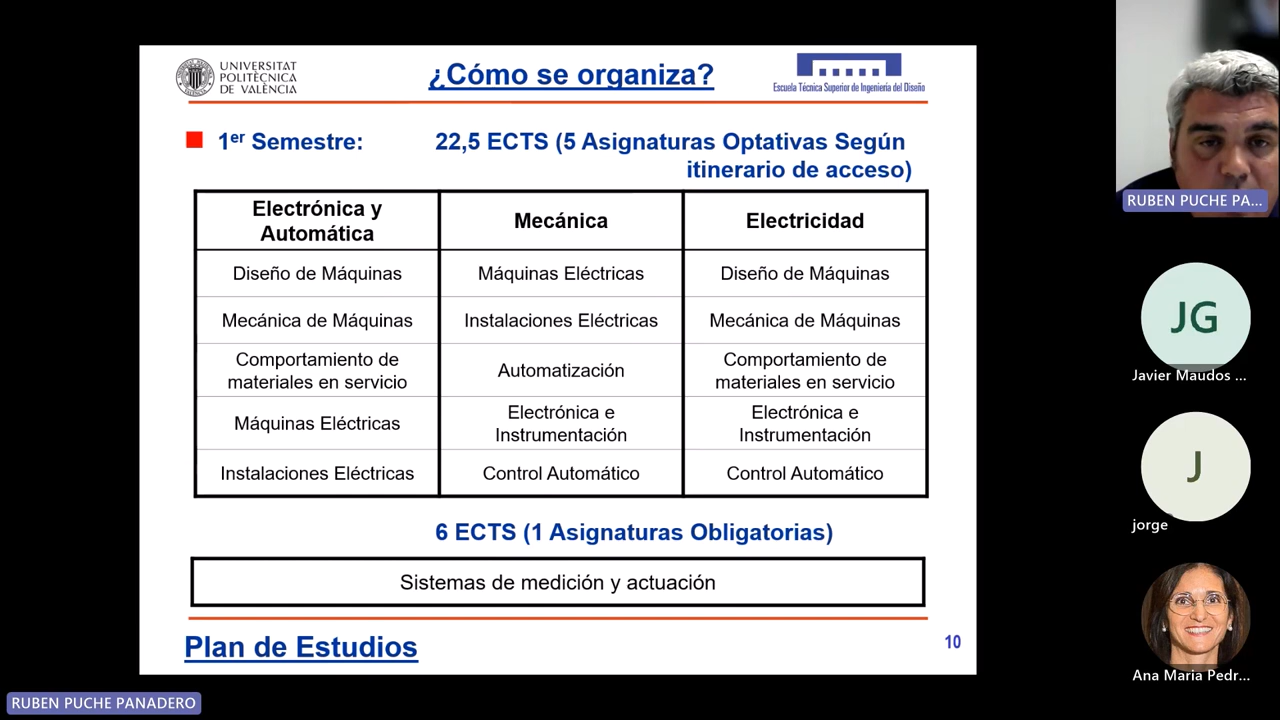 UNIVERSITAT
POLITÈCNICA
DE VALÈNCIA
¿Cómo se organiza?
Escuela Técnica Superior de Ingeniería del Diseño
1er Semestre: 22,5 ECTS (5 Asignaturas Optativas Según
itinerario de acceso)
Electrónica y
Automática
Mecánica
Electricidad
Diseño de Máquinas
Máquinas Eléctricas
Diseño de Máquinas
Mecánica de Máquinas
Instalaciones Eléctricas
Mecánica de Máquinas
Comportamiento de
materiales en servicio
Automatización
Comportamiento de
materiales en servicio
Máquinas Eléctricas
Electrónica e
Instrumentación
Electrónica e
Instrumentación
Instalaciones Eléctricas
Control Automático
Control Automático
6 ECTS (1 Asignaturas Obligatorias)
Sistemas de medición y actuación
Plan de Estudios
10
RUBEN PUCHE PANADERO
RUBEN PUCHE PA...
JG
Javier Maudos ...
J
jorge
Ana Maria Pedr...